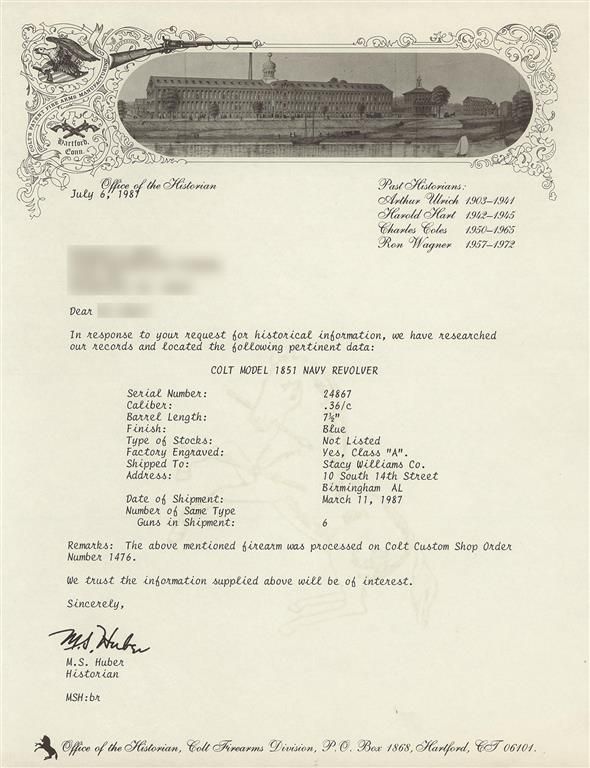 COLT'S PATENT FIRE ARMS MANUFACTURING CO.
Hartford,
Conn.
Office of the Historian
July 6, 1987
Past Historians:
Arthur Ulrich 1903–1941
Harold Hart 1942–1945
Charles Coles 1950–1965
Ron Wagner 1957–1972
Dear
In response to your request for historical information, we have researched
our records and located the following pertinent data:
COLT MODEL 1851 NAVY REVOLVER
Serial Number: 24867
Caliber: .36/c
Barrel Length: 7½"
Finish: Blue
Type of Stocks: Not Listed
Factory Engraved: Yes, Class "A".
Shipped To: Stacy Williams Co.
Address: 10 South 14th Street
Birmingham AL
Date of Shipment: March 11, 1987
Number of Same Type
Guns in Shipment: 6
Remarks: The above mentioned firearm was processed on Colt Custom Shop Order
Number 1476.
We trust the information supplied above will be of interest.
Sincerely,
M.S. Huber
M.S. Huber
Historian
MSH:br
Office of the Historian, Colt Firearms Division, P.O. Box 1868, Hartford, CT 06101.